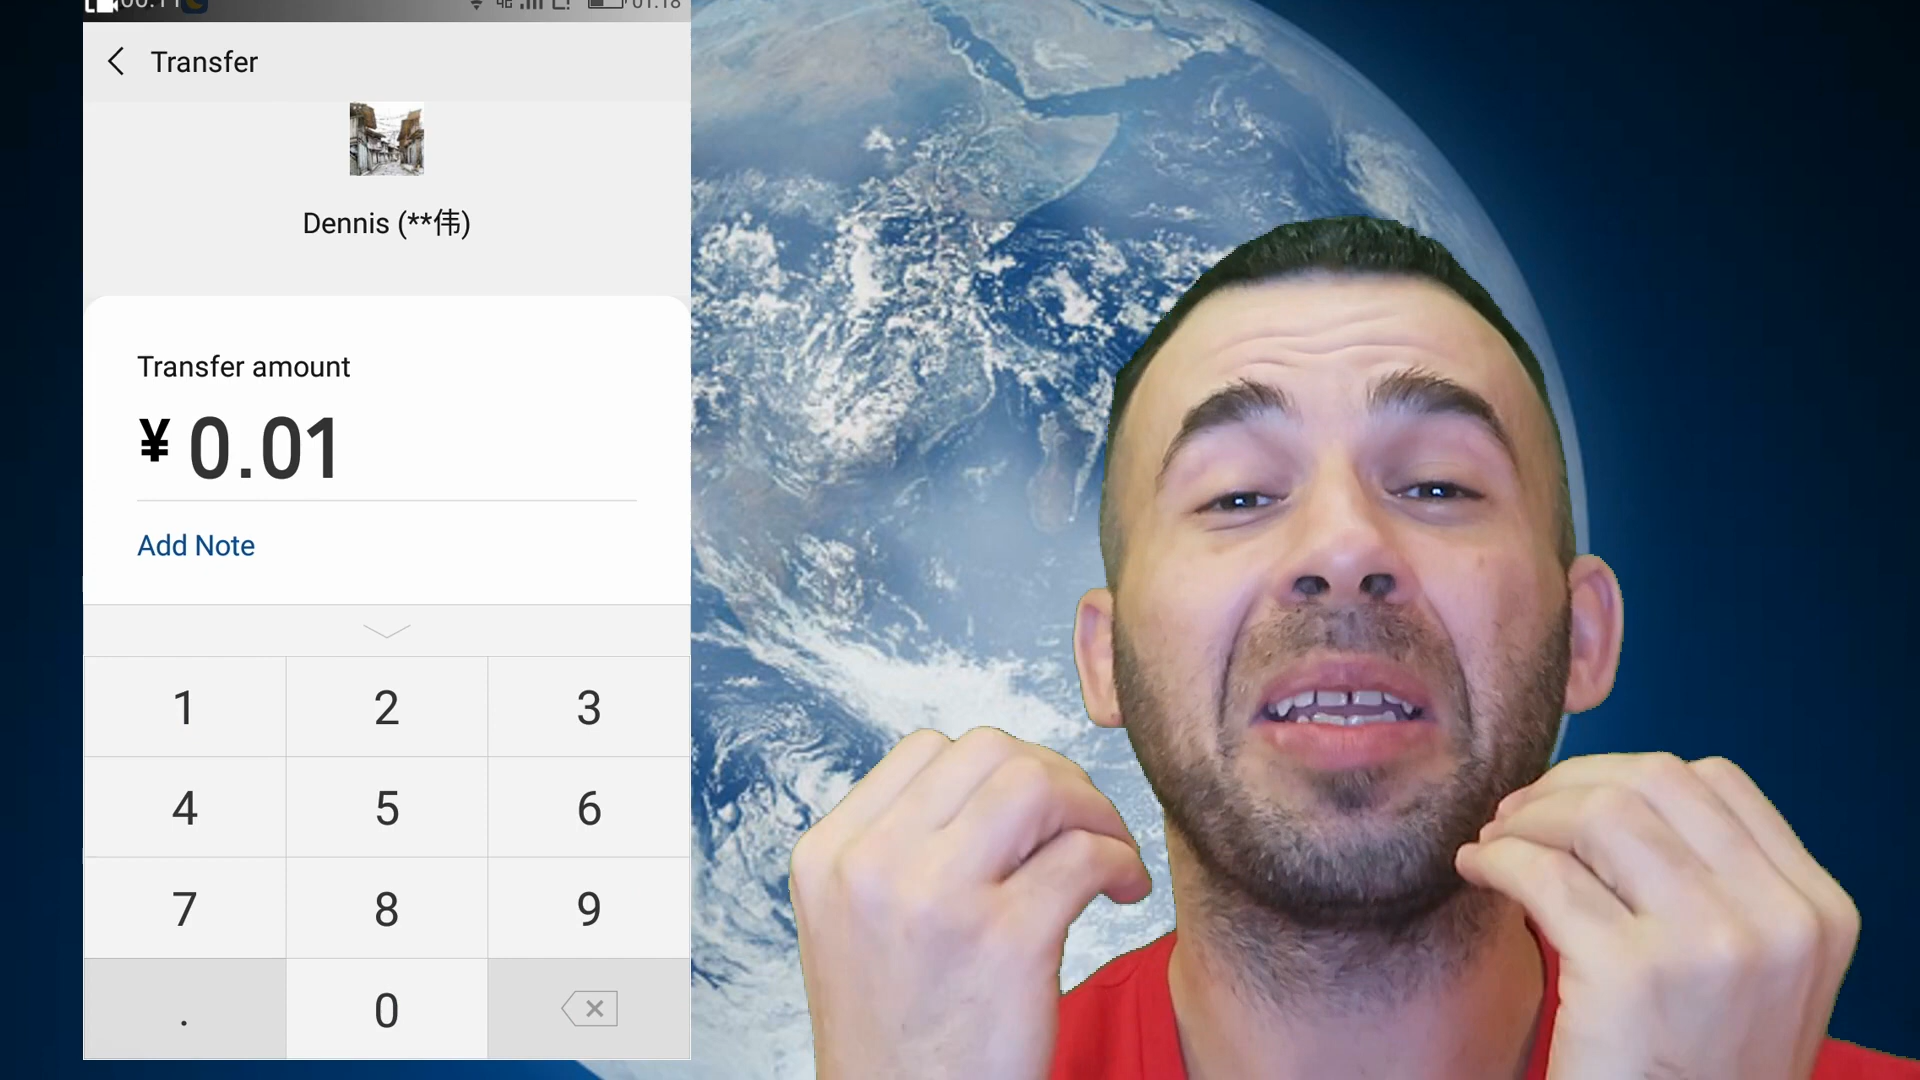 Transfer
Dennis (**伟)
Transfer amount
¥ 0.01
Add Note
1 2 3
4 5 6
7 8 9
. 0